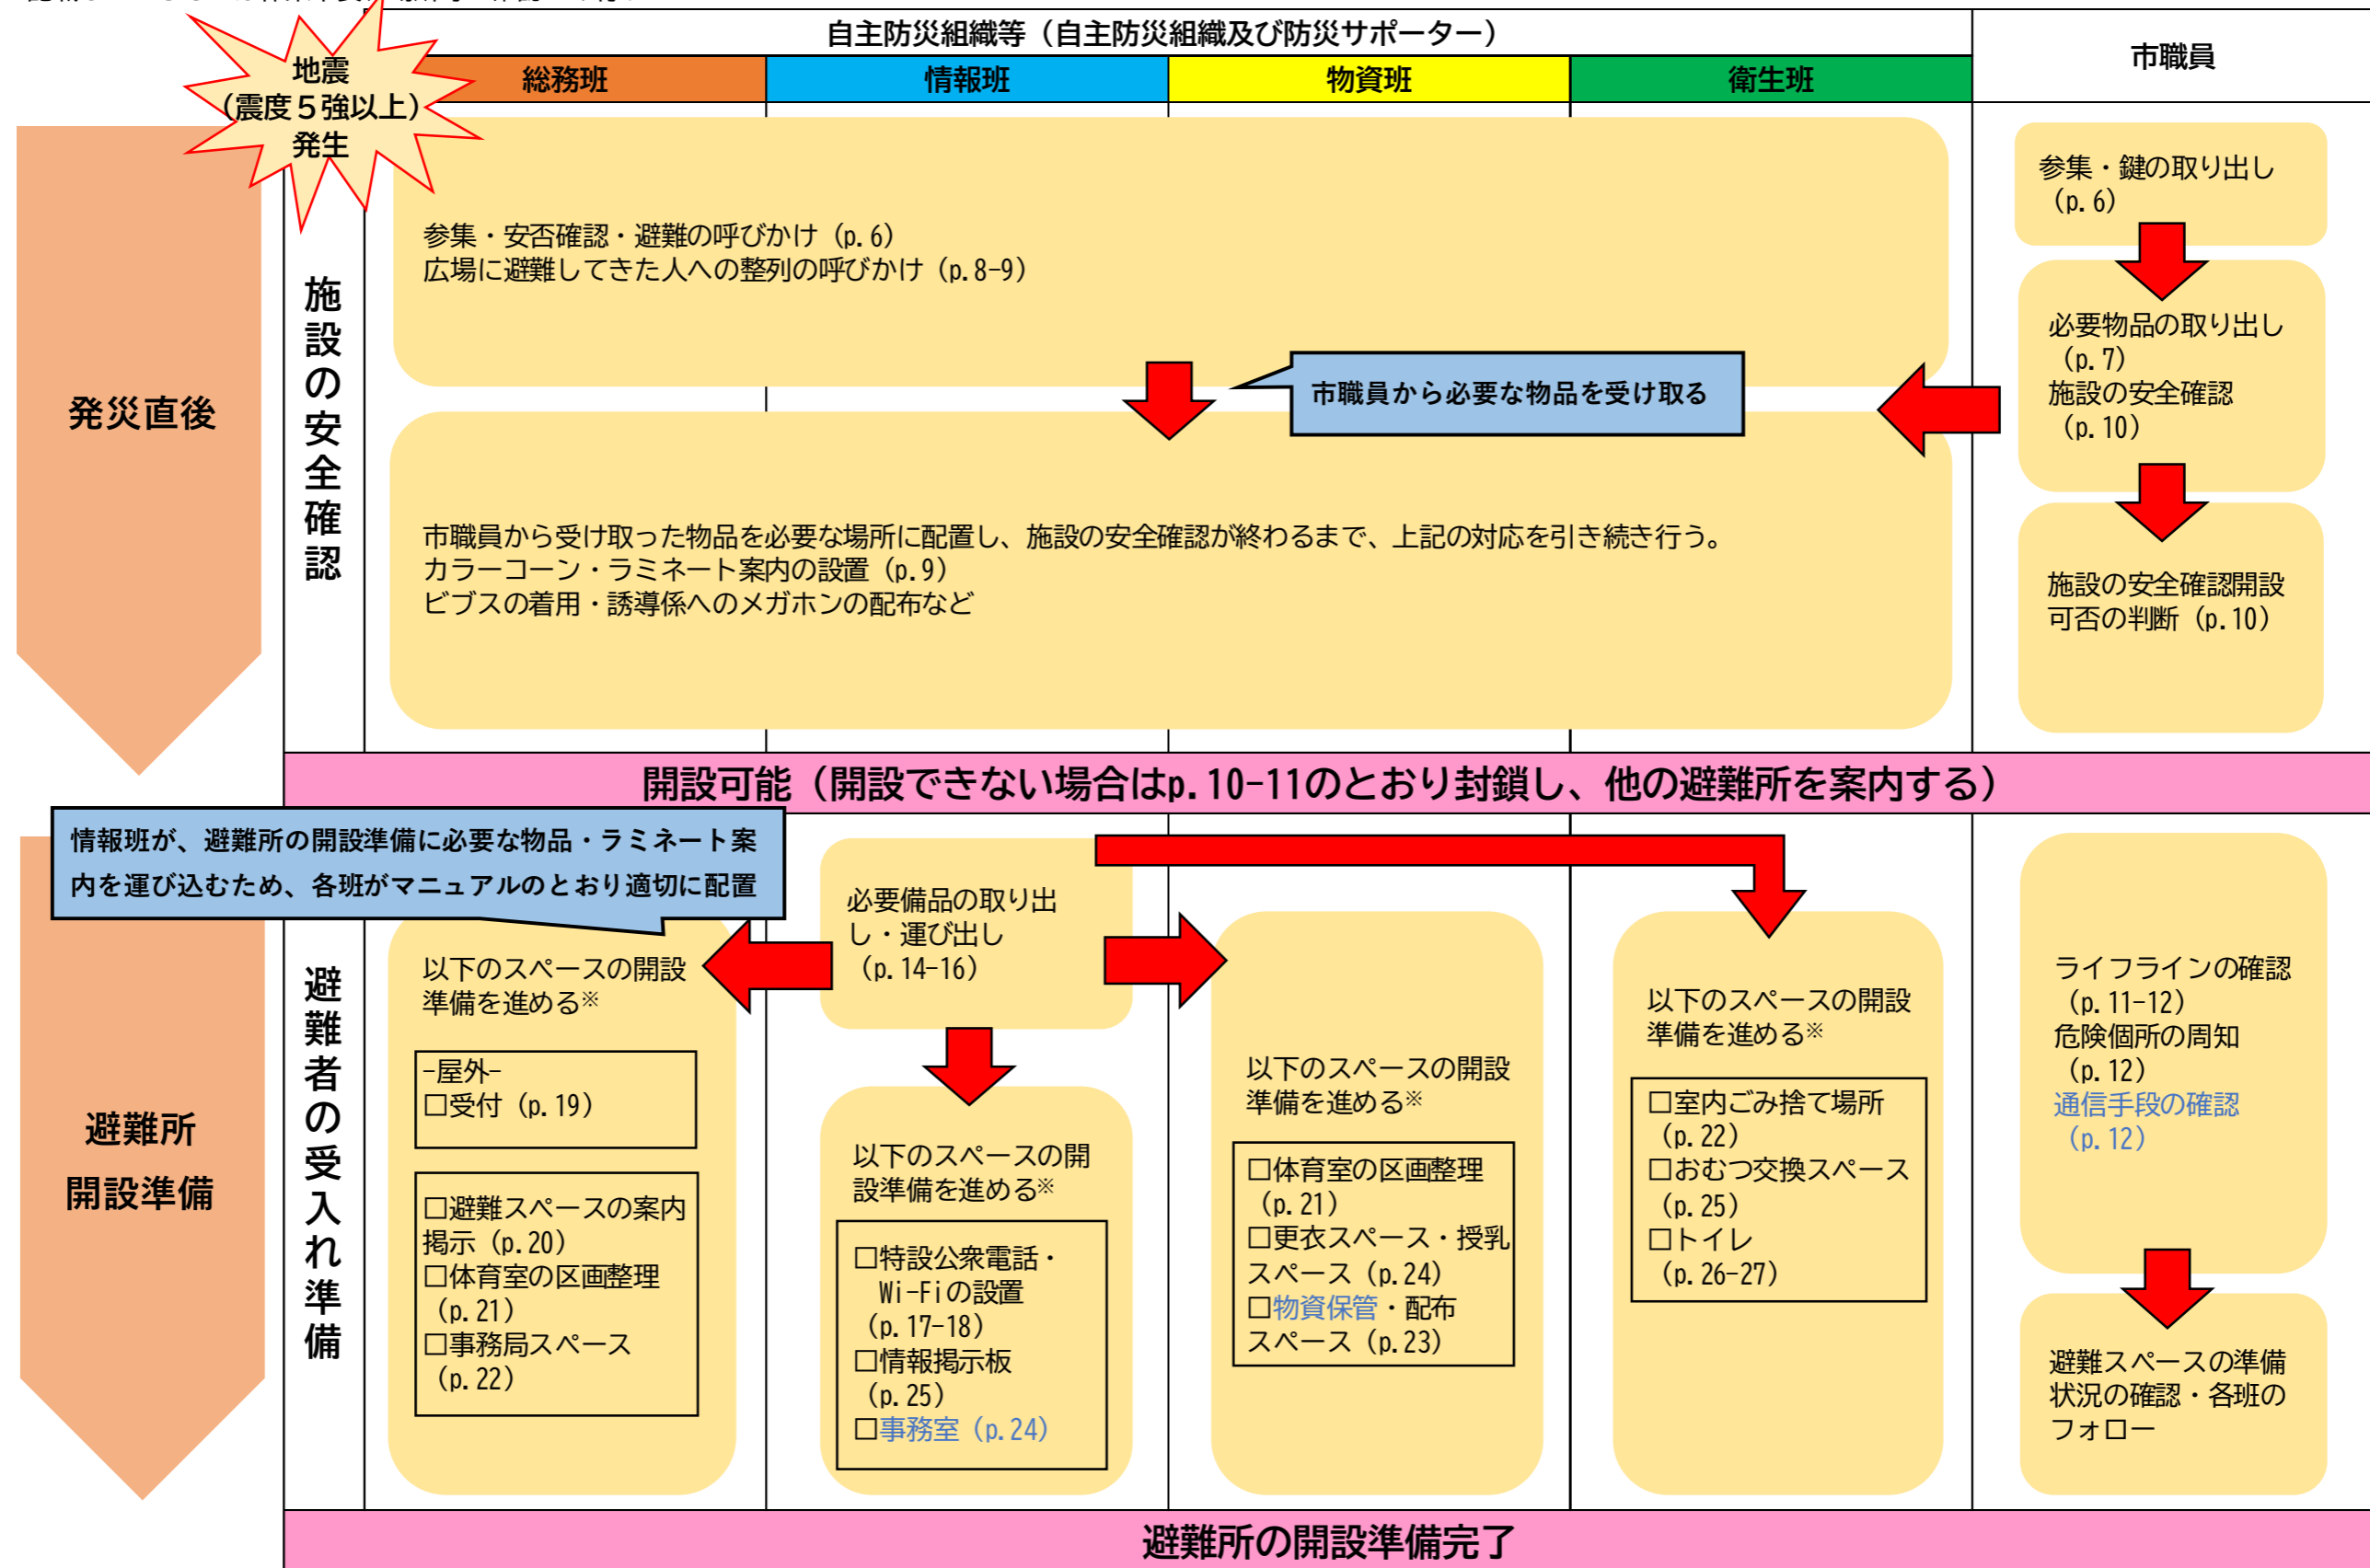 自主防災組織等（自主防災組織及び防災サポーター）
市職員
総務班
情報班
物資班
衛生班
地震
（震度５強以上）
発生
発災直後
施設の安全確認
参集・安否確認・避難の呼びかけ（p.6）
広場に避難してきた人への整列の呼びかけ（p.8-9）
市職員から必要な物品を受け取る
市職員から受け取った物品を必要な場所に配置し、施設の安全確認が終わるまで、上記の対応を引き続き行う。
カラーコーン・ラミネート案内の設置（p.9）
ビブスの着用・誘導係へのメガホンの配布など
参集・鍵の取り出し
（p.6）
必要物品の取り出し
（p.7）
施設の安全確認
（p.10）
施設の安全確認開設
可否の判断（p.10）
開設可能（開設できない場合はp.10-11のとおり封鎖し、他の避難所を案内する）
情報班が、避難所の開設準備に必要な物品・ラミネート案
内を運び込むため、各班がマニュアルのとおり適切に配置
避難所
開設準備
避難者の受入れ準備
以下のスペースの開設
準備を進める※
-屋外-
□受付（p.19）
□避難スペースの案内
掲示（p.20）
□体育室の区画整理
（p.21）
□事務局スペース
（p.22）
必要備品の取り出
し・運び出し
（p.14-16）
以下のスペースの開
設準備を進める※
□特設公衆電話・
Wi-Fiの設置
（p.17-18）
□情報掲示板
（p.25）
□事務室（p.24）
以下のスペースの開設
準備を進める※
□体育室の区画整理
（p.21）
□更衣スペース・授乳
スペース（p.24）
□物資保管・配布
スペース（p.23）
以下のスペースの開設
準備を進める※
□室内ごみ捨て場所
（p.22）
□おむつ交換スペース
（p.25）
□トイレ
（p.26-27）
ライフラインの確認
（p.11-12）
危険個所の周知
（p.12）
通信手段の確認
（p.12）
避難スペースの準備
状況の確認・各班の
フォロー
避難所の開設準備完了